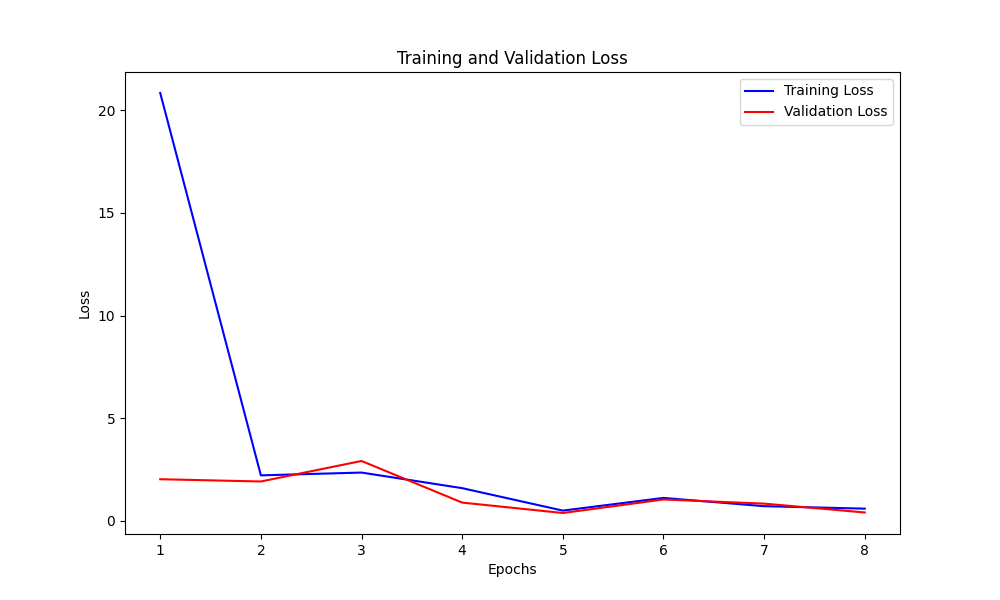 Training and Validation Loss
Training Loss
Validation Loss
20
15
10
5
0
Loss
1 2 3 4 5 6 7 8
Epochs